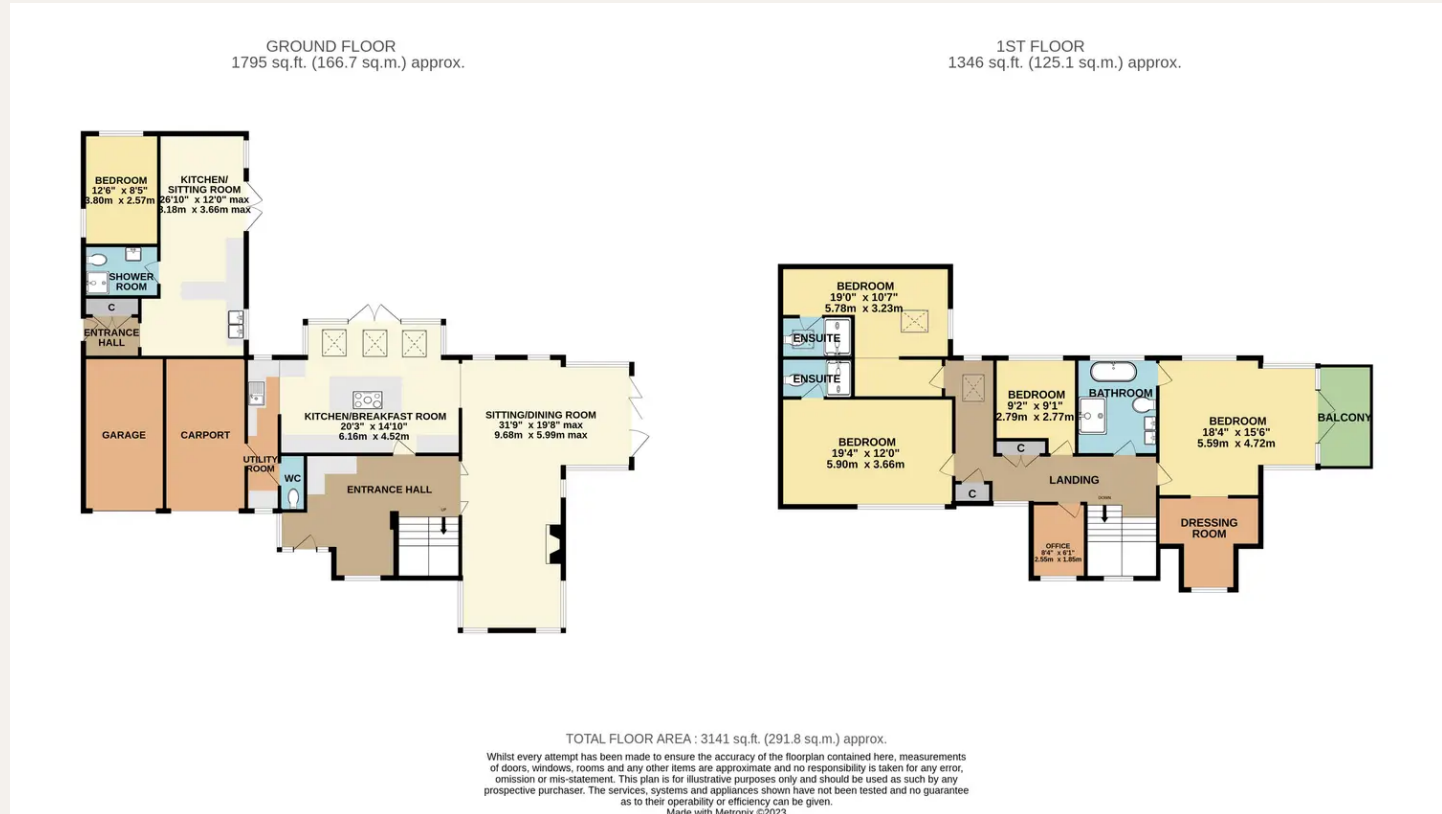 GROUND FLOOR
1795 sq.ft. (166.7 sq.m.) approx.
BEDROOM
12'6" x 8'5"
3.80m x 2.57m
KITCHEN/
SITTING ROOM
26'10" x 12'0" max
8.18m x 3.66m max
SHOWER
ROOM
C
ENTRANCE
HALL
GARAGE
CARPORT
UTILITY
ROOM
WC
KITCHEN/BREAKFAST ROOM
20'3" x 14'10"
6.16m x 4.52m
ENTRANCE HALL
UP
SITTING/DINING ROOM
31'9" x 19'8" max
9.68m x 5.99m max
1ST FLOOR
1346 sq.ft. (125.1 sq.m.) approx.
BEDROOM
19'0" x 10'7"
5.78m x 3.23m
ENSUITE
ENSUITE
BEDROOM
19'4" x 12'0"
5.90m x 3.66m
C
BEDROOM
9'2" x 9'1"
2.79m x 2.77m
C
BATHROOM
LANDING
DOWN
OFFICE
8'4" x 6'1"
2.55m x 1.85m
BEDROOM
18'4" x 15'6"
5.59m x 4.72m
BALCONY
DRESSING
ROOM
TOTAL FLOOR AREA : 3141 sq.ft. (291.8 sq.m.) approx.
Whilst every attempt has been made to ensure the accuracy of the floorplan contained here, measurements
of doors, windows, rooms and any other items are approximate and no responsibility is taken for any error,
omission or mis-statement. This plan is for illustrative purposes only and should be used as such by any
prospective purchaser. The services, systems and appliances shown have not been tested and no guarantee
as to their operability or efficiency can be given.
Made with Metropix ©2023